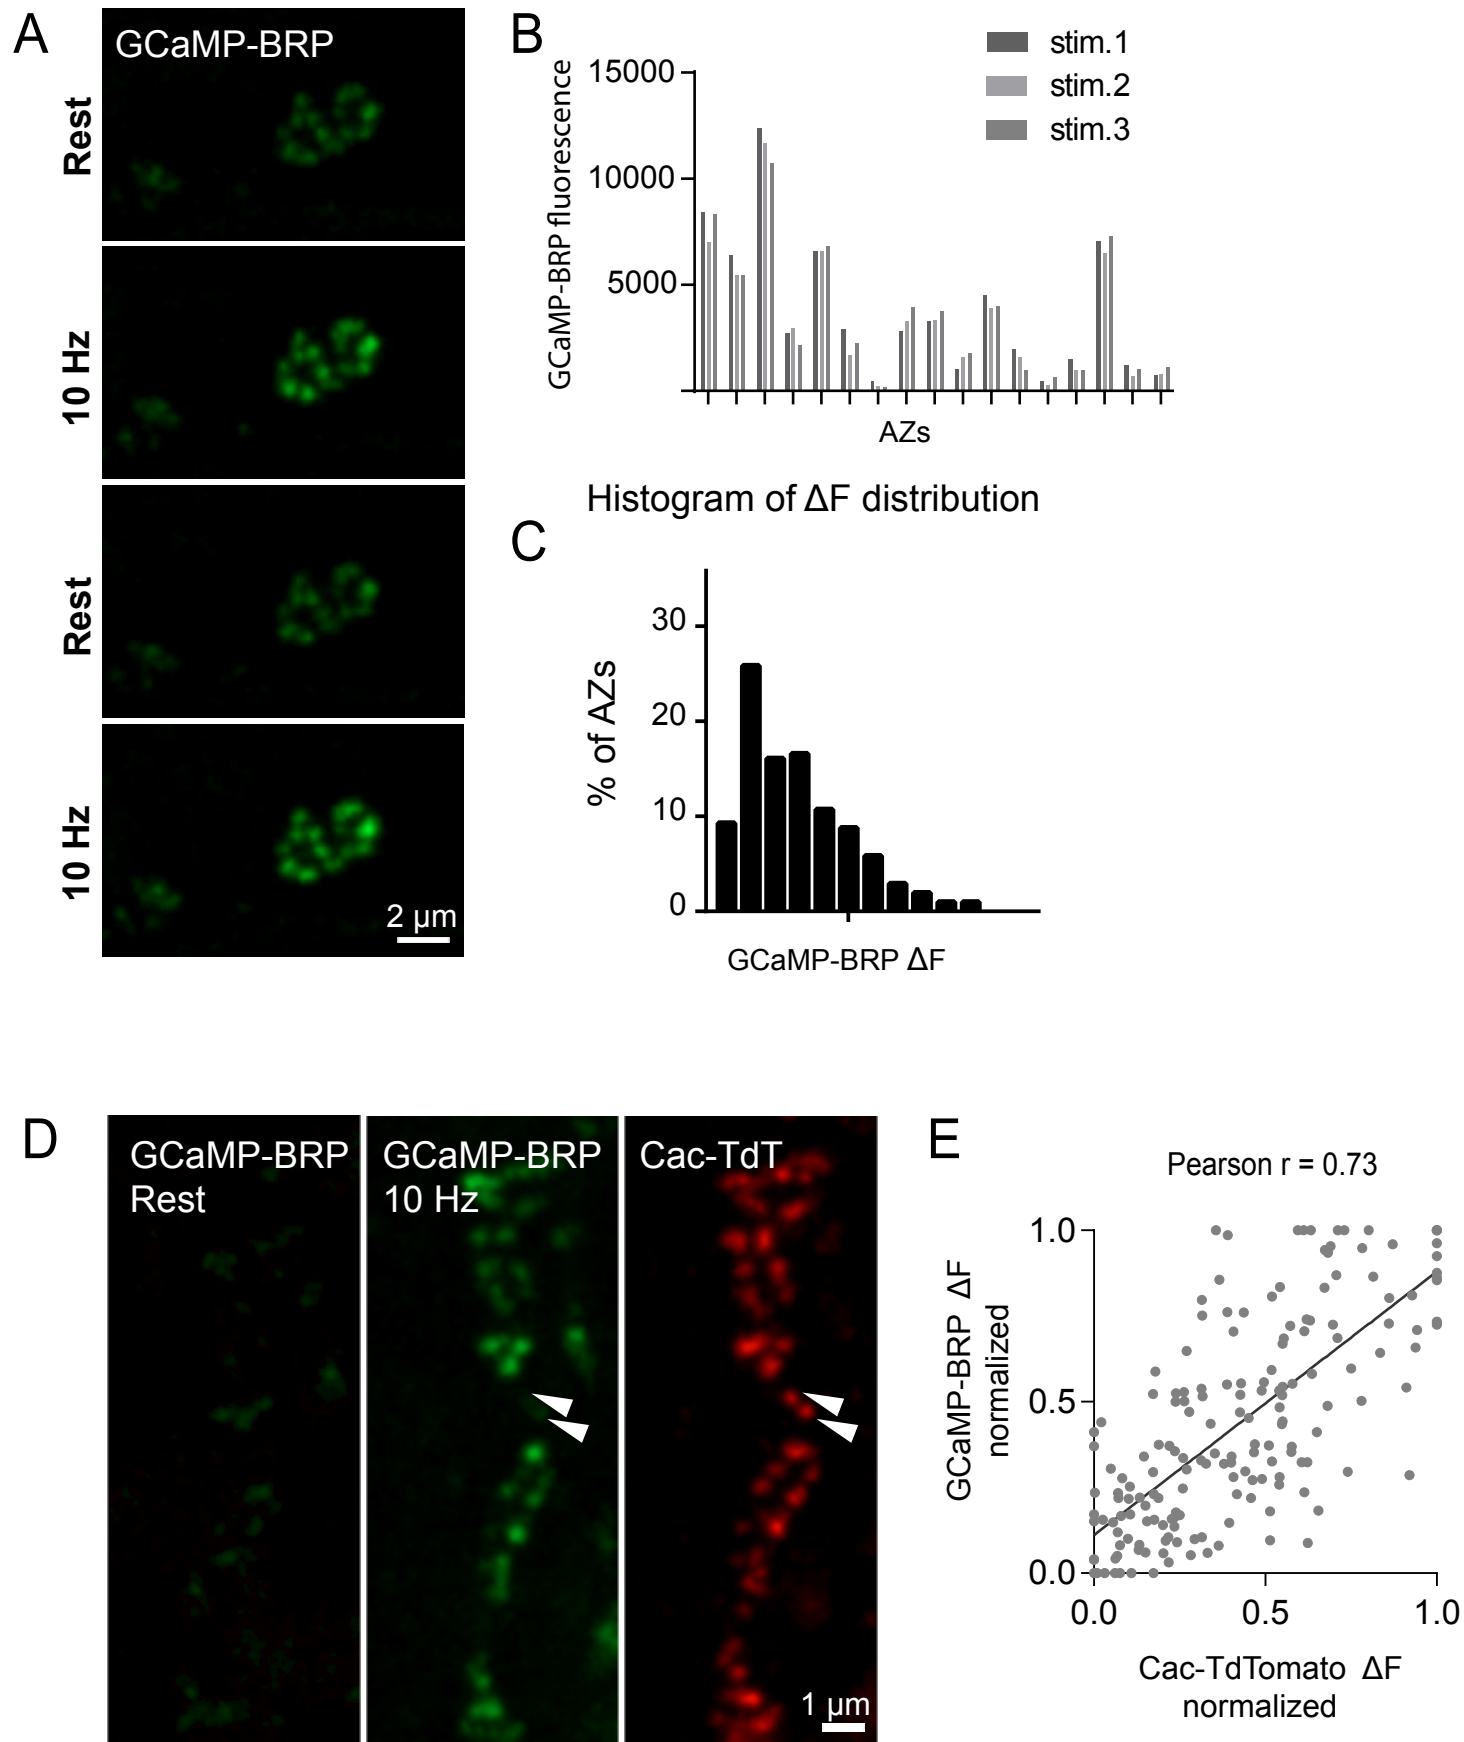 A
GCaMP-BRP
Rest
10 Hz
Rest
10 Hz
2 µm
B
GCaMP-BRP fluorescence
15000
10000
5000
AZs
stim.1
stim.2
stim.3
Histogram of ΔF distribution
C
% of AZs
30
20
10
0
GCaMP-BRP ΔF
D
GCaMP-BRP
Rest
GCaMP-BRP
10 Hz
Cac-TdT
1 µm
E
Pearson r = 0.73
GCaMP-BRP ΔF
normalized
1.0
0.5
0.0
0.0 0.5 1.0
Cac-TdTomato ΔF
normalized